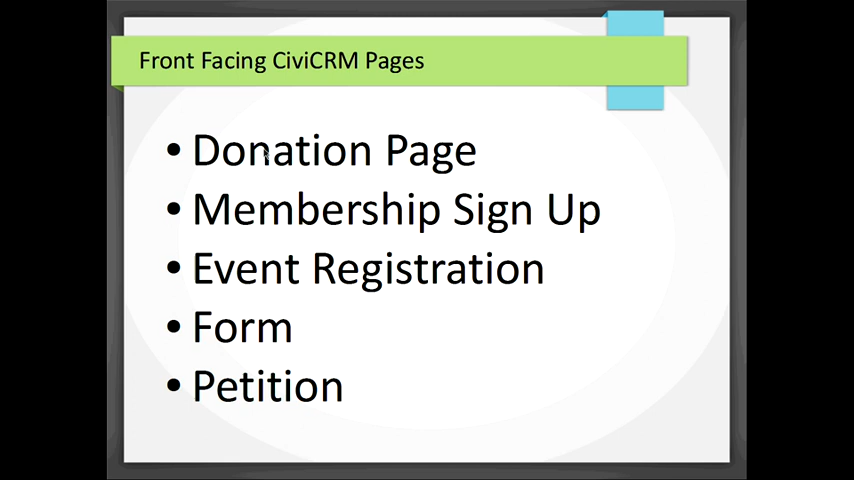 Front Facing CiviCRM Pages
• Donation Page
• Membership Sign Up
• Event Registration
• Form
• Petition